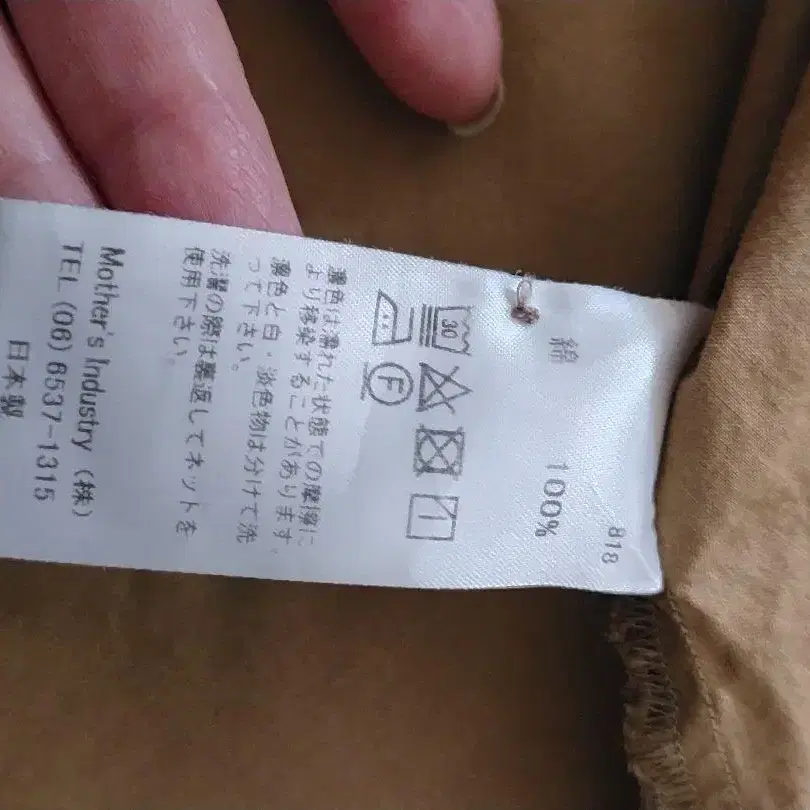 818
綿 100%
30
F
濃色は濡れた状態での摩擦に
より移染することがあります。
濃色と白・淡色物は分けて洗
って下さい。
洗濯の際は裏返してネットを
使用下さい。
Mother's Industry (株)
TEL (06) 6537-1315
日本製